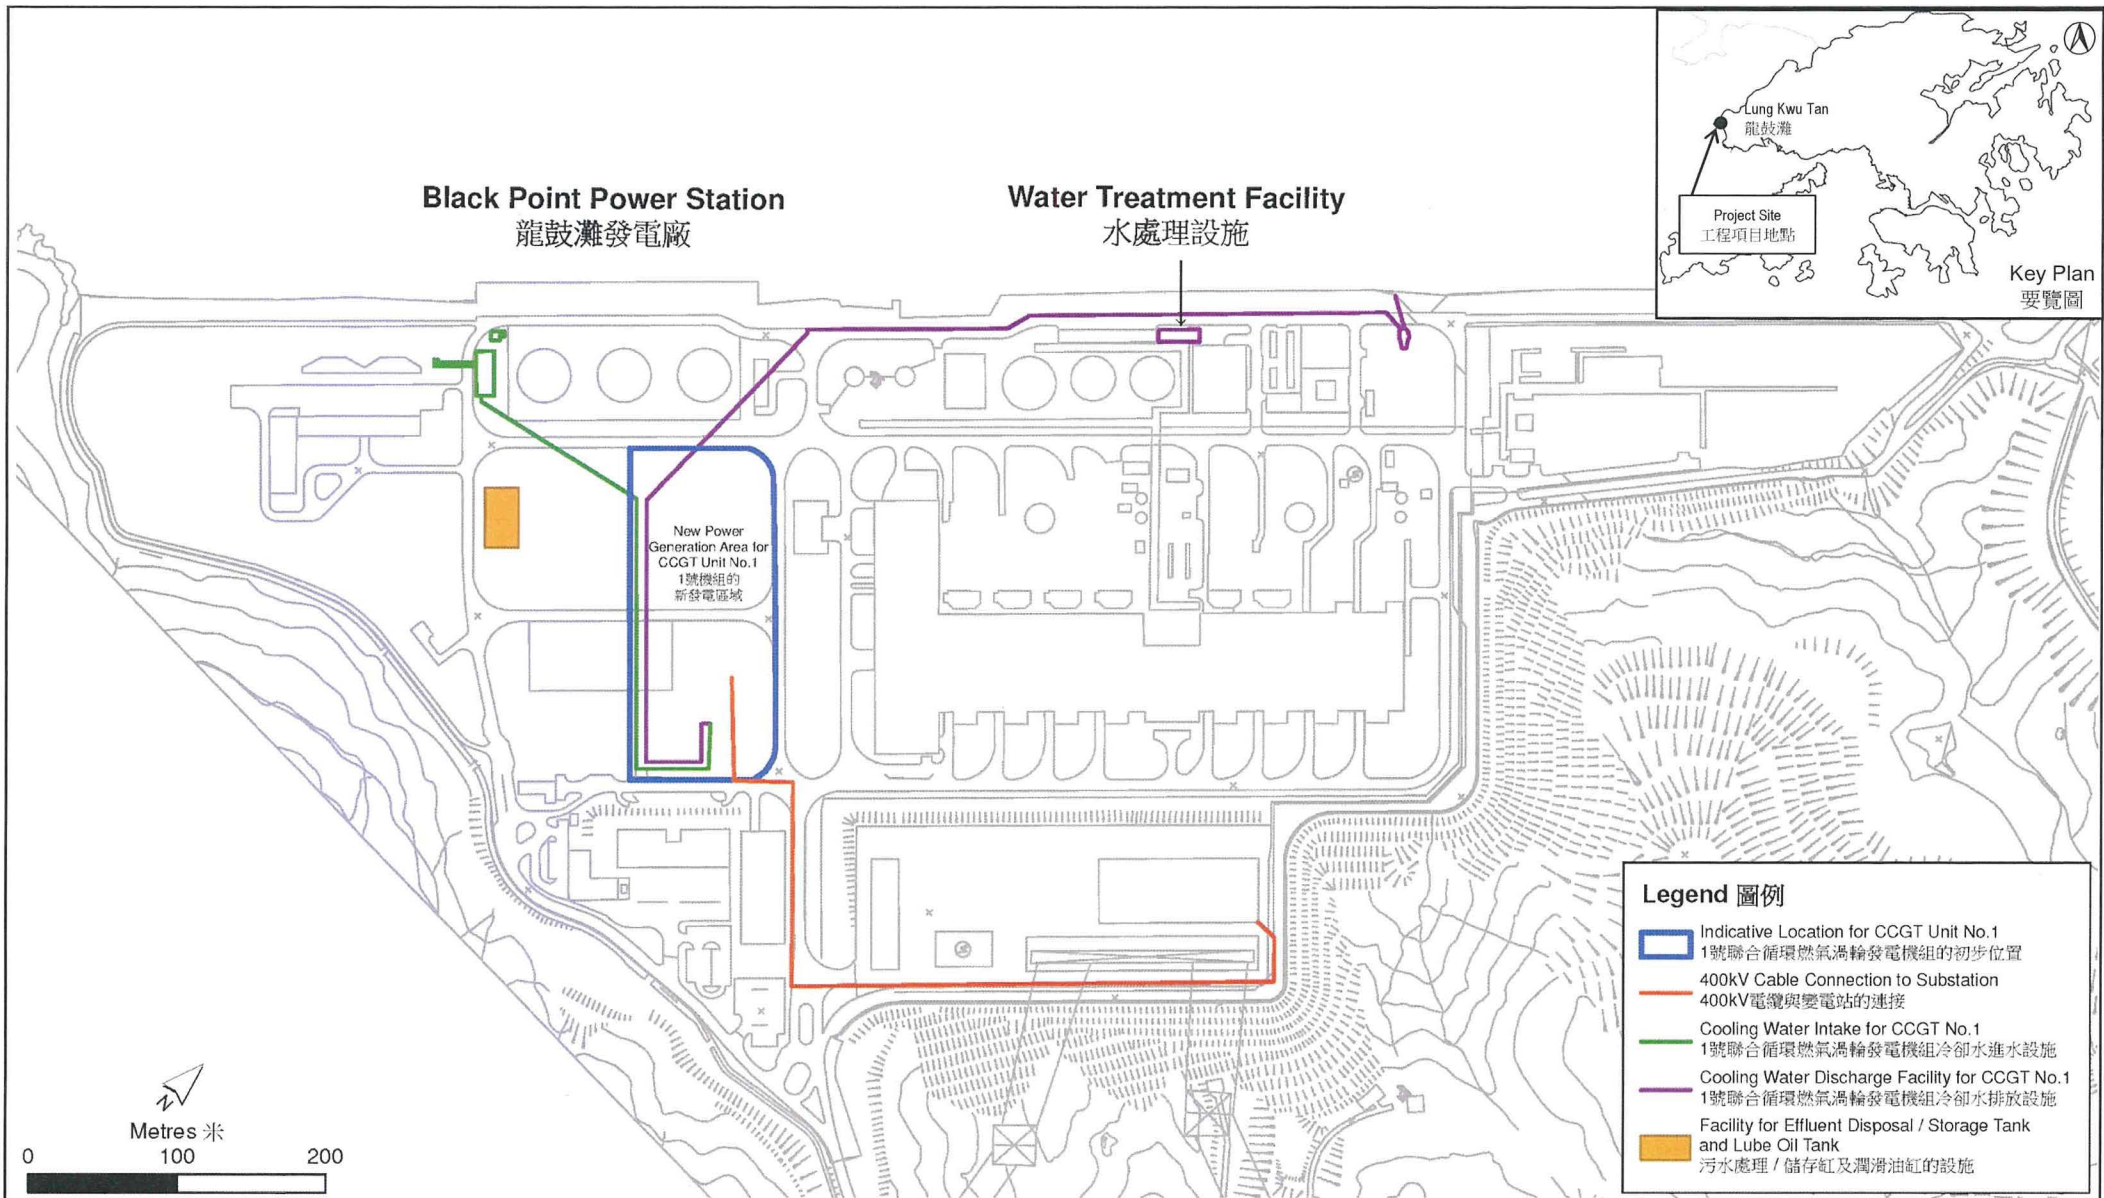 Lung Kwu Tan
龍鼓灘
Project Site
工程項目地點
Key Plan
要覽圖
Black Point Power Station
龍鼓灘發電廠
Water Treatment Facility
水處理設施
New Power
Generation Area for
CCGT Unit No.1
1號機組的
新發電區域
Legend 圖例
Indicative Location for CCGT Unit No.1
1號聯合循環燃氣渦輪發電機組的初步位置
400kV Cable Connection to Substation
400kV電纜與變電站的連接
Cooling Water Intake for CCGT No.1
1號聯合循環燃氣渦輪發電機組冷卻水進水設施
Cooling Water Discharge Facility for CCGT No.1
1號聯合循環燃氣渦輪發電機組冷卻水排放設施
Facility for Effluent Disposal / Storage Tank
and Lube Oil Tank
污水處理 / 儲存缸及潤滑油缸的設施
N
Metres 米
0 100 200